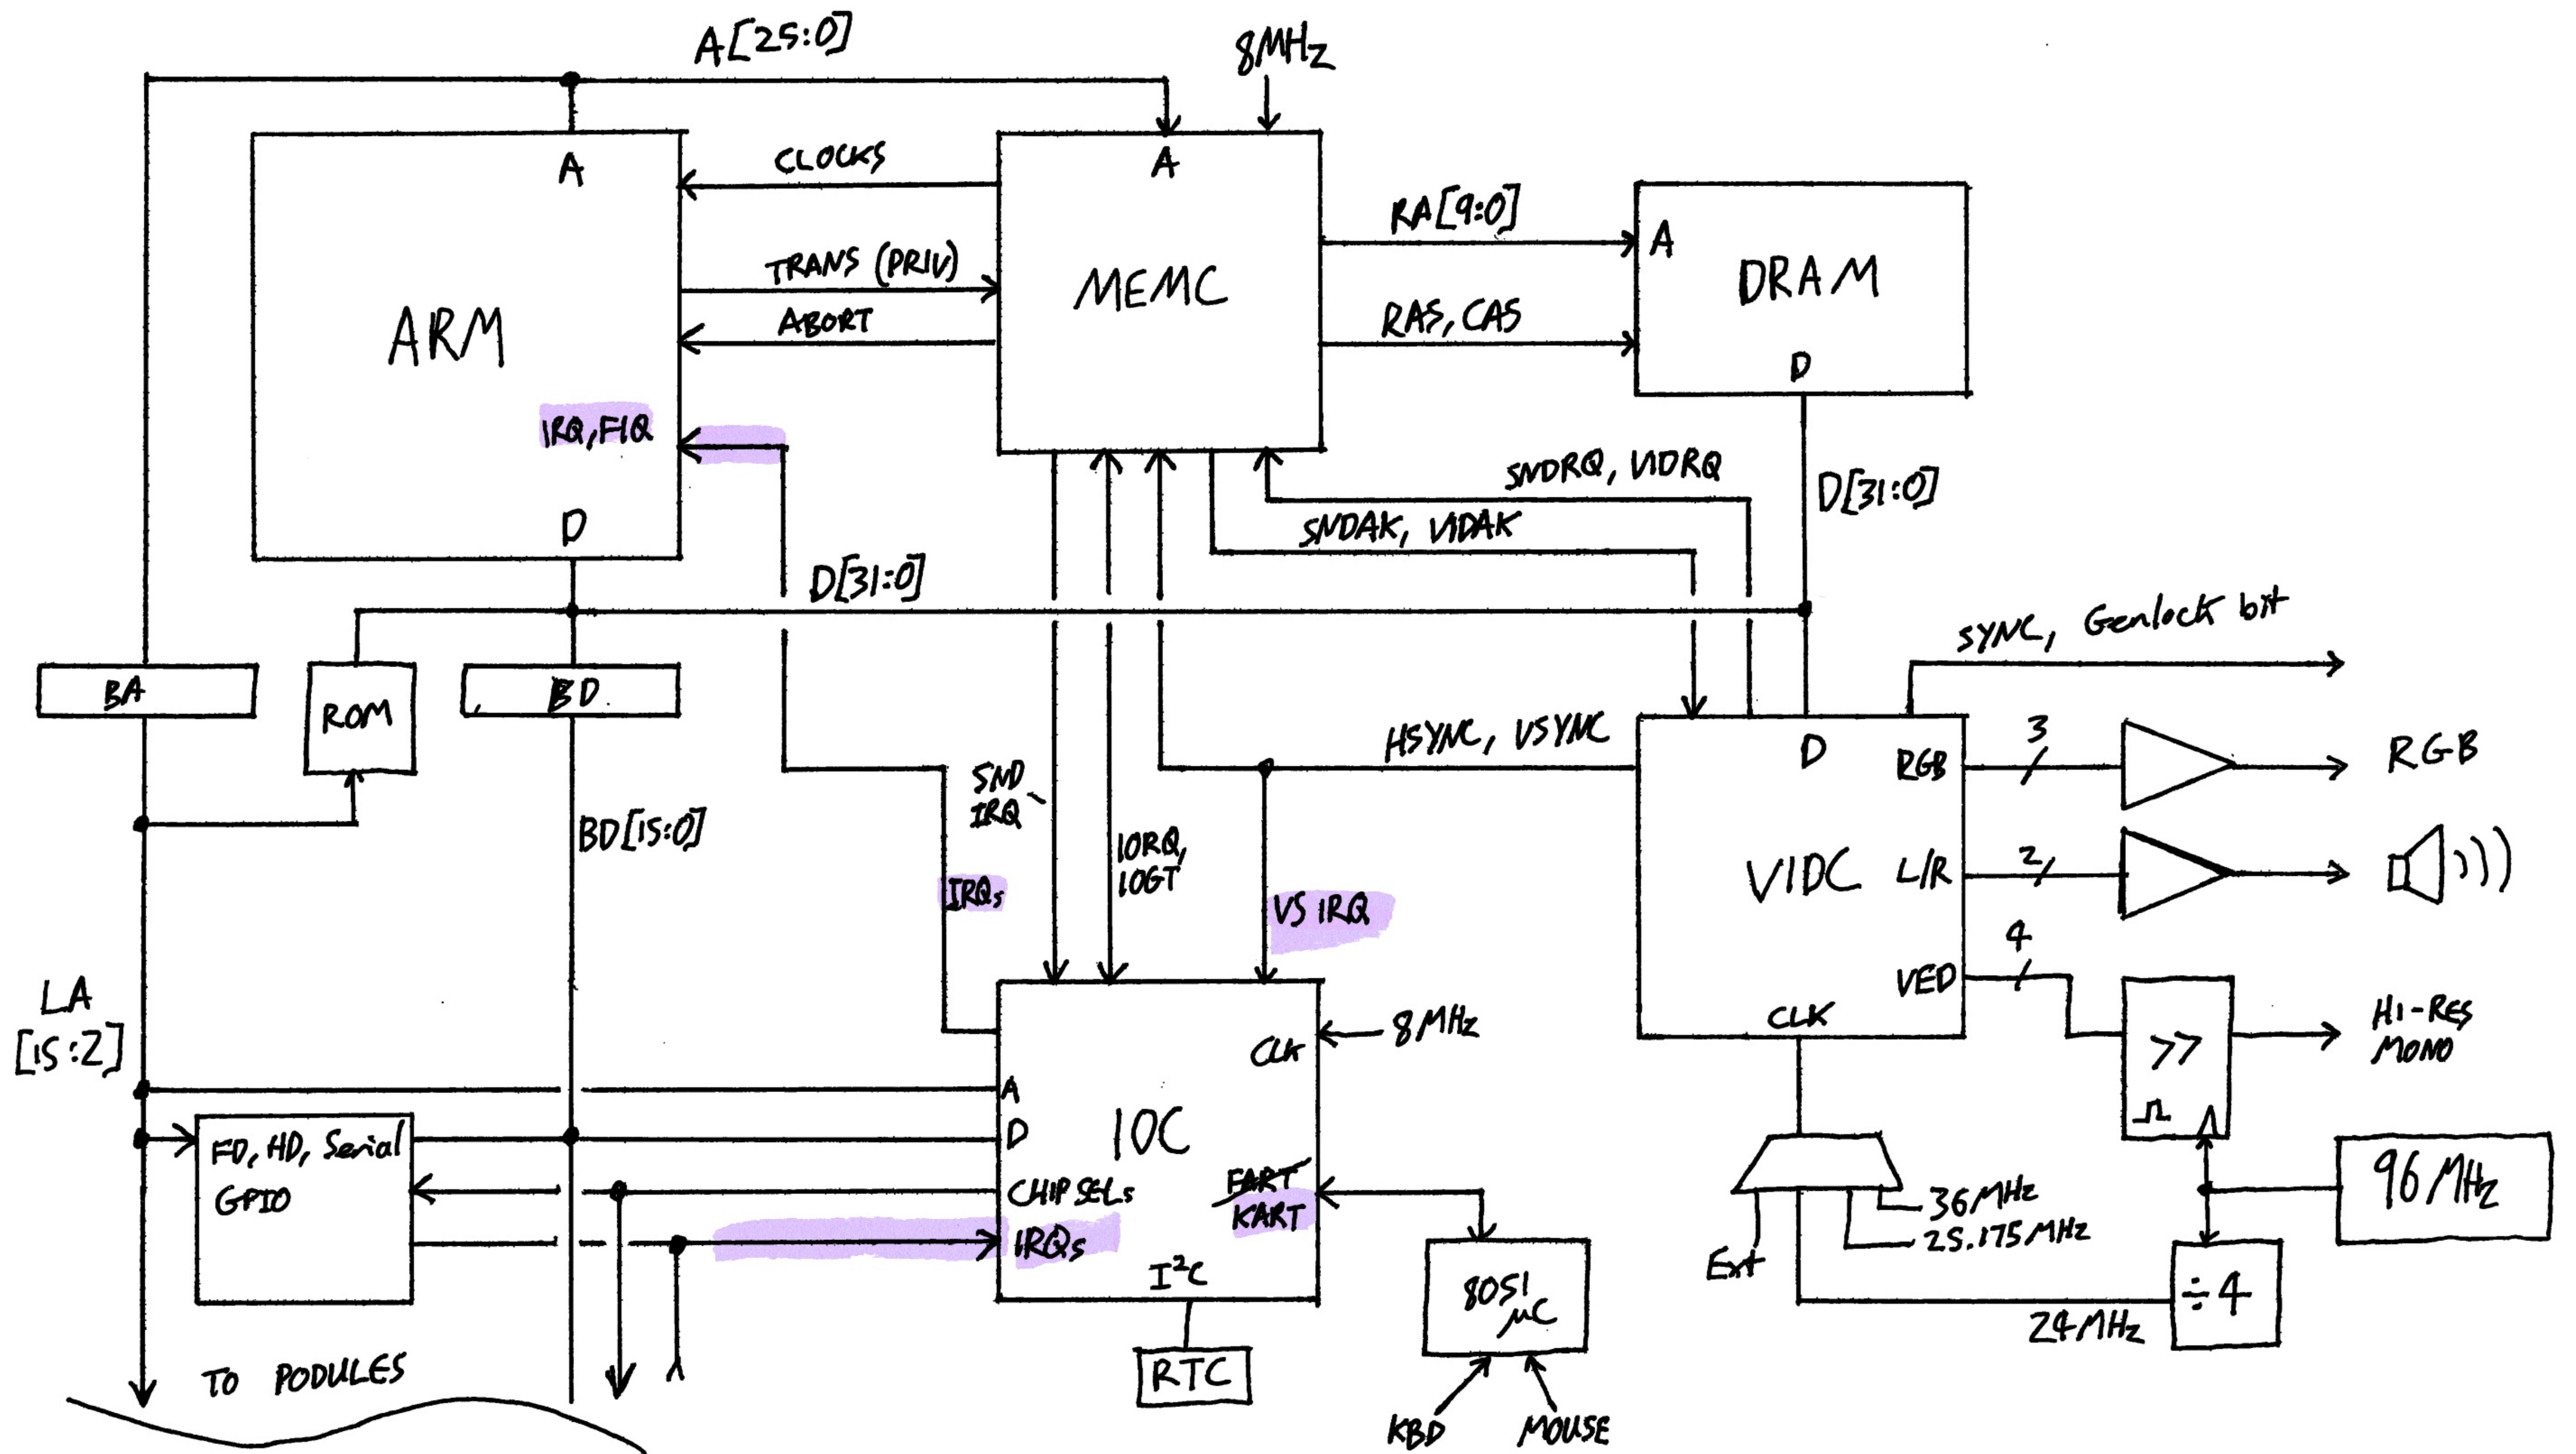 A[25:0]
8MHz
A
CLOCKS
A
RA[9:0]
A
DRAM
TRANS (PRIV)
MEMC
ARM
ABORT
RAS, CAS
D
IRQ, FIQ
SNDRQ, VIDRQ
D[31:0]
D
SNDAK, VIDAK
D[31:0]
SYNC, Genlock bit
BA
ROM
BD
HSYNC, VSYNC
D
RGB
3
RGB
SND
IRQ
BD[15:0]
IORQ,
IOGT
VIDC
L/R
2
IRQs
VS IRQ
4
VED
LA
[15:2]
CLK
8MHz
CLK
HI-RES
MONO
>>
A
D
IOC
FD, HD, Serial
GPIO
CHIP SELs
FART
KART
IRQs
96MHz
36MHz
25.175MHz
Ext
I²C
8051
μC
÷4
24MHz
RTC
TO PODULES
KBD
MOUSE